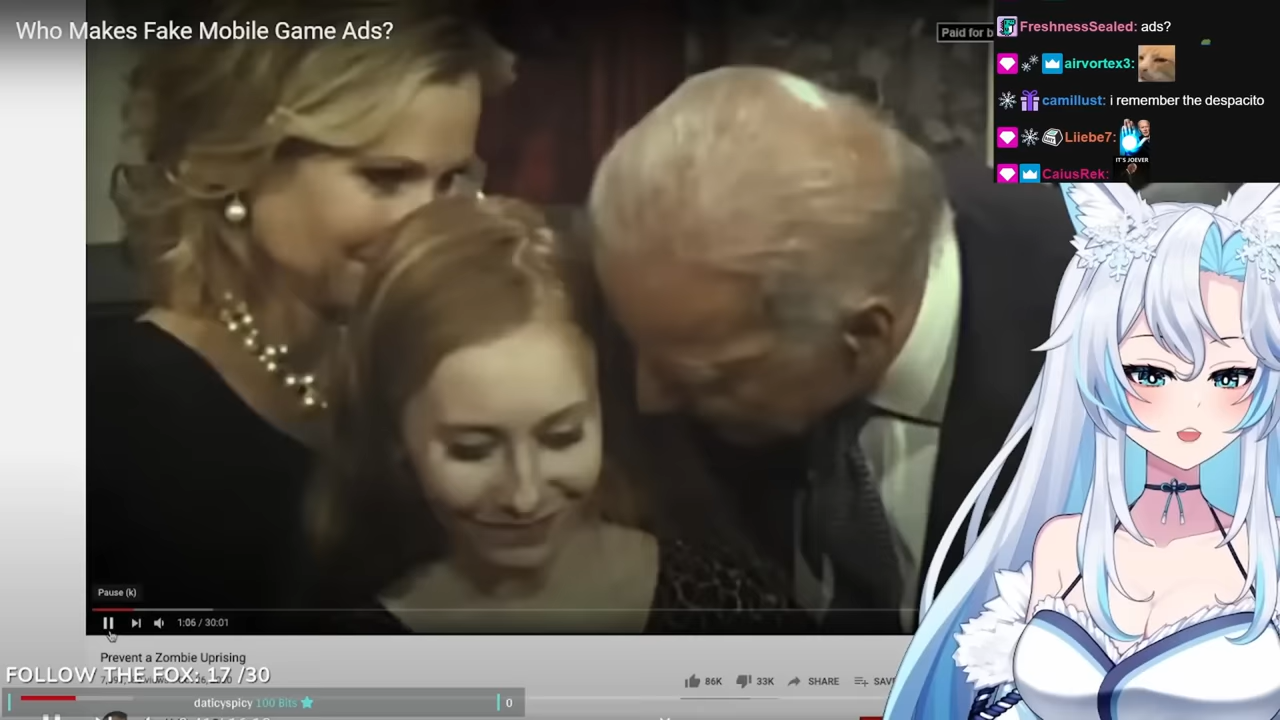 Who Makes Fake Mobile Game Ads?
Paid for b
FreshnessSealed: ads?
airvortex3:
camillust: i remember the despacito
Liiebe7:
IT'S JOEVER
CaiusRek:
Pause (k)
1:06 / 30:01
Prevent a Zombie Uprising
FOLLOW THE FOX: 17 /30
86K
33K
SHARE
SAV
daticyspicy 100 Bits
0